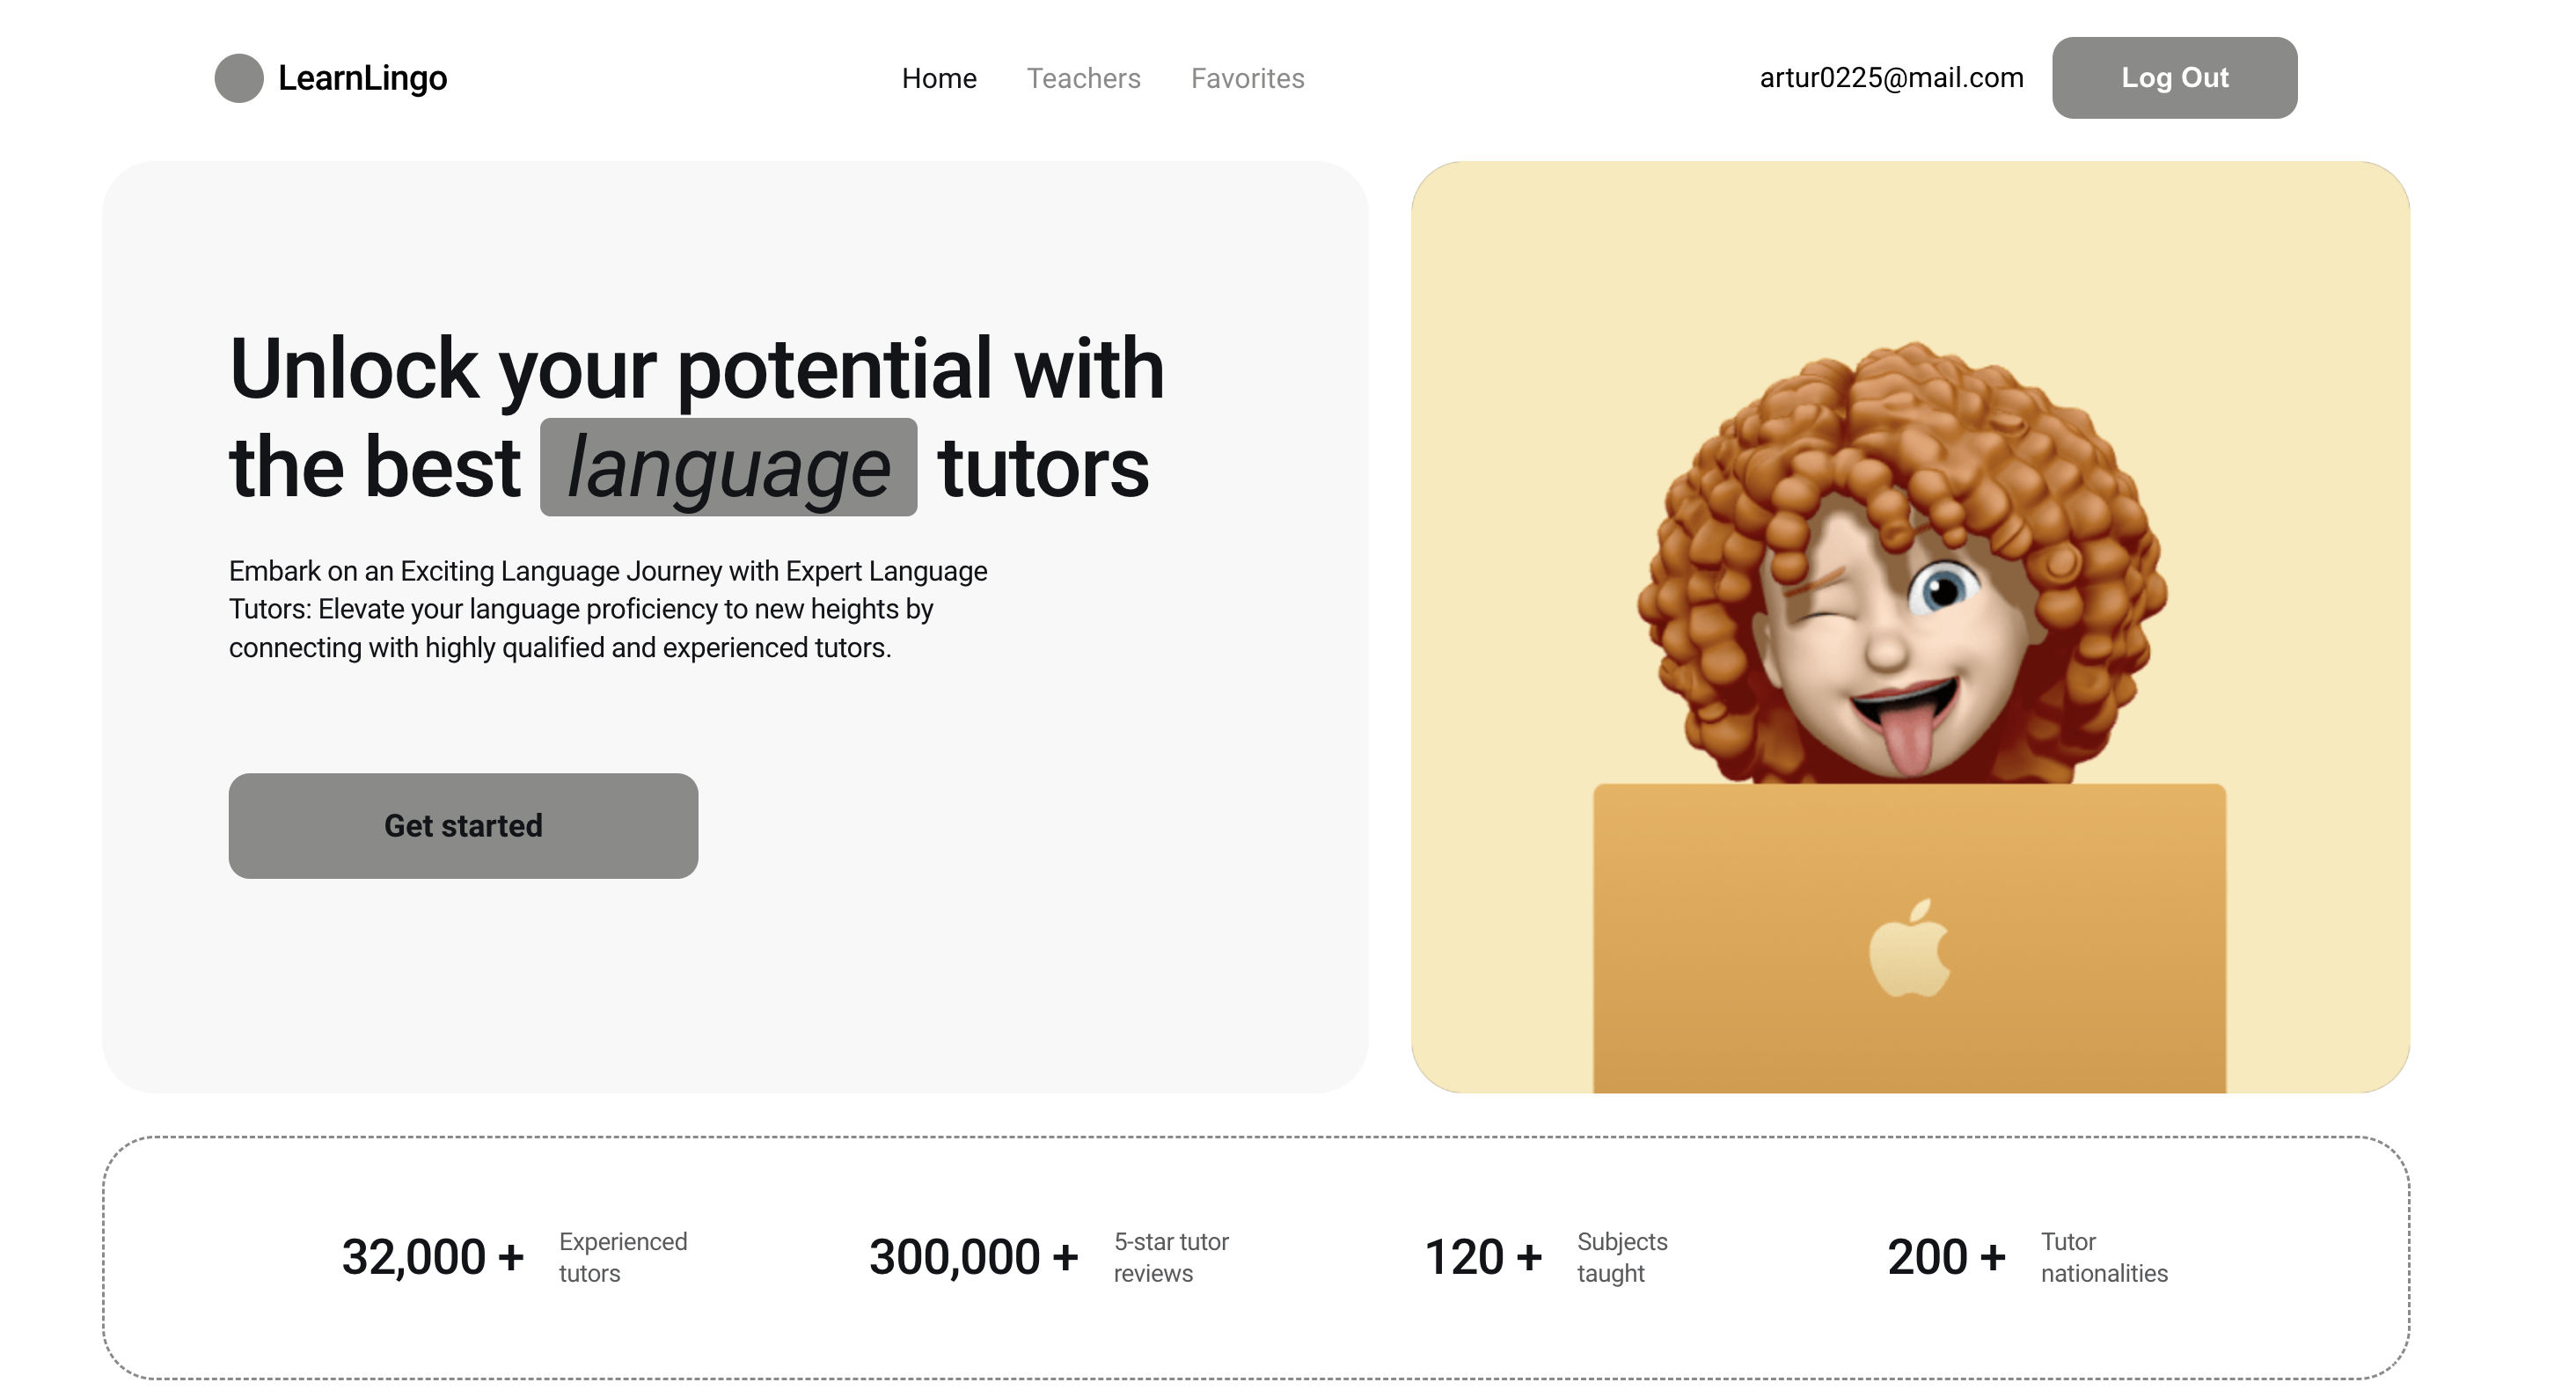 LearnLingo
Home
Teachers
Favorites
artur0225@mail.com
Log Out
Unlock your potential with
the best language tutors
Embark on an Exciting Language Journey with Expert Language
Tutors: Elevate your language proficiency to new heights by
connecting with highly qualified and experienced tutors.
Get started
32,000 +
Experienced
tutors
300,000 +
5-star tutor
reviews
120 +
Subjects
taught
200 +
Tutor
nationalities